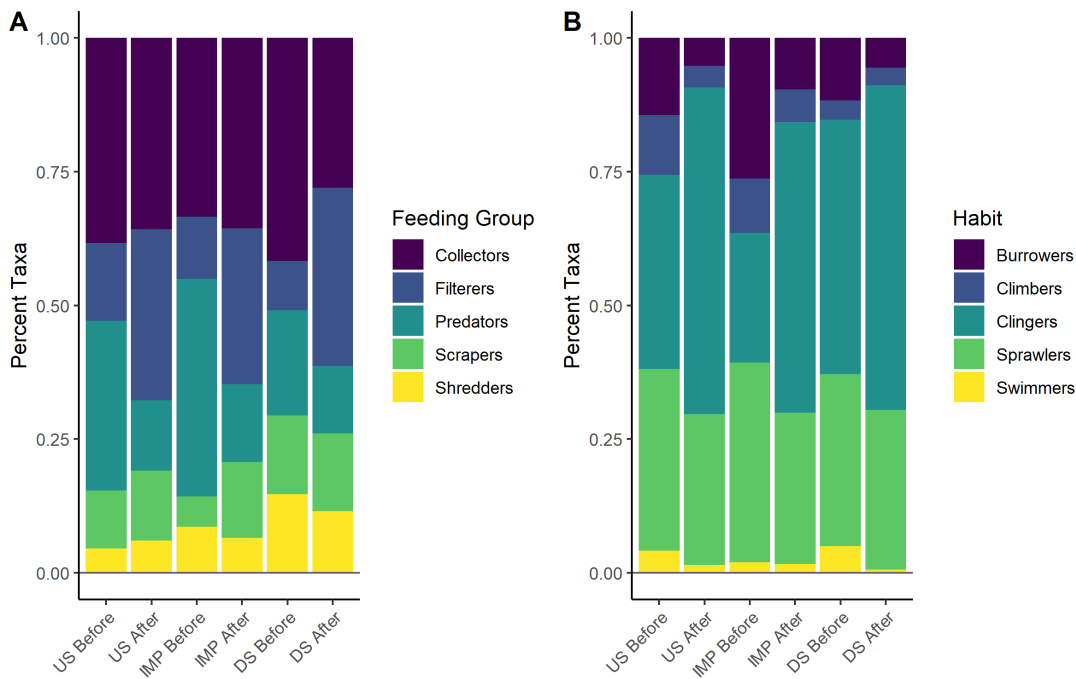 A
Percent Taxa
1.00
0.75
0.50
0.25
0.00
US Before
US After
IMP Before
IMP After
DS Before
DS After
Feeding Group
Collectors
Filterers
Predators
Scrapers
Shredders
B
Percent Taxa
1.00
0.75
0.50
0.25
0.00
US Before
US After
IMP Before
IMP After
DS Before
DS After
Habit
Burrowers
Climbers
Clingers
Sprawlers
Swimmers